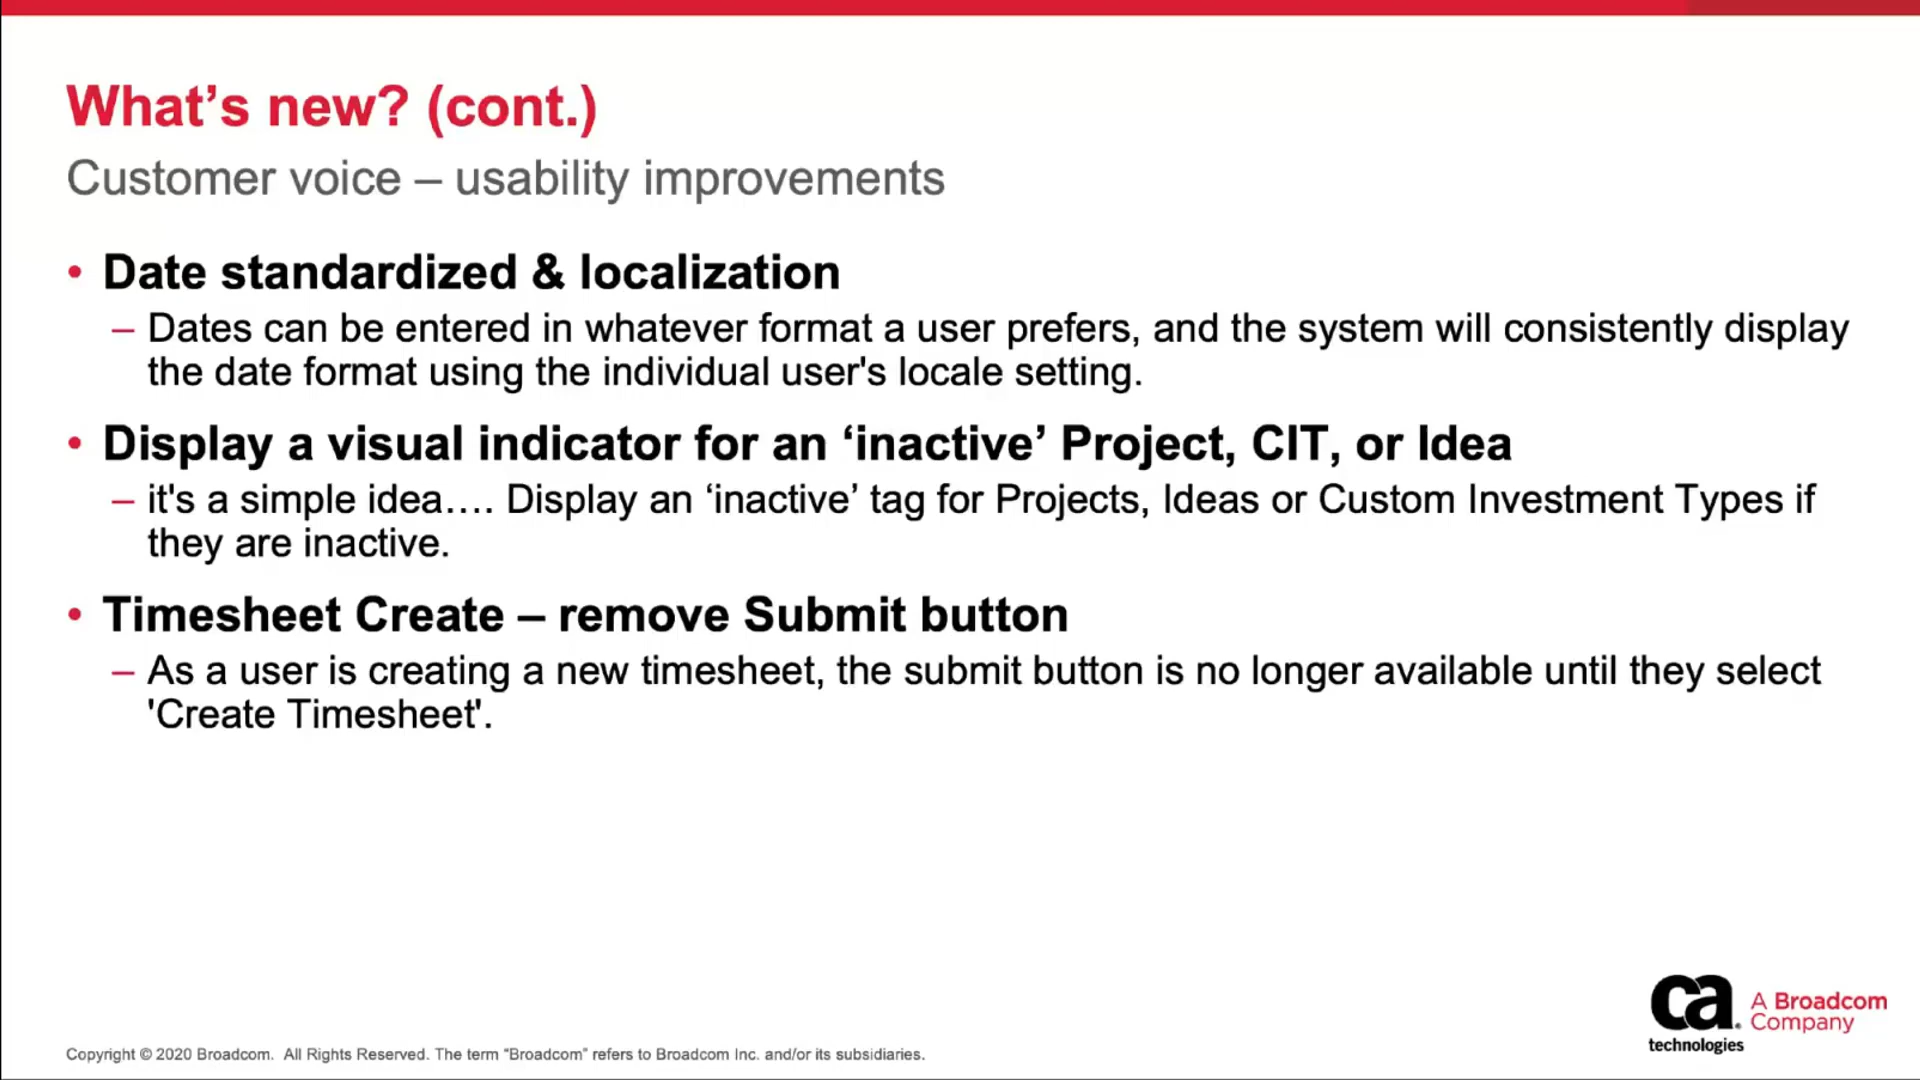 What’s new? (cont.)
Customer voice – usability improvements
• Date standardized & localization
– Dates can be entered in whatever format a user prefers, and the system will consistently display
the date format using the individual user's locale setting.
• Display a visual indicator for an ‘inactive’ Project, CIT, or Idea
– it's a simple idea…. Display an ‘inactive’ tag for Projects, Ideas or Custom Investment Types if
they are inactive.
• Timesheet Create – remove Submit button
– As a user is creating a new timesheet, the submit button is no longer available until they select
'Create Timesheet'.
ca
technologies
A Broadcom
Company
Copyright © 2020 Broadcom. All Rights Reserved. The term “Broadcom” refers to Broadcom Inc. and/or its subsidiaries.